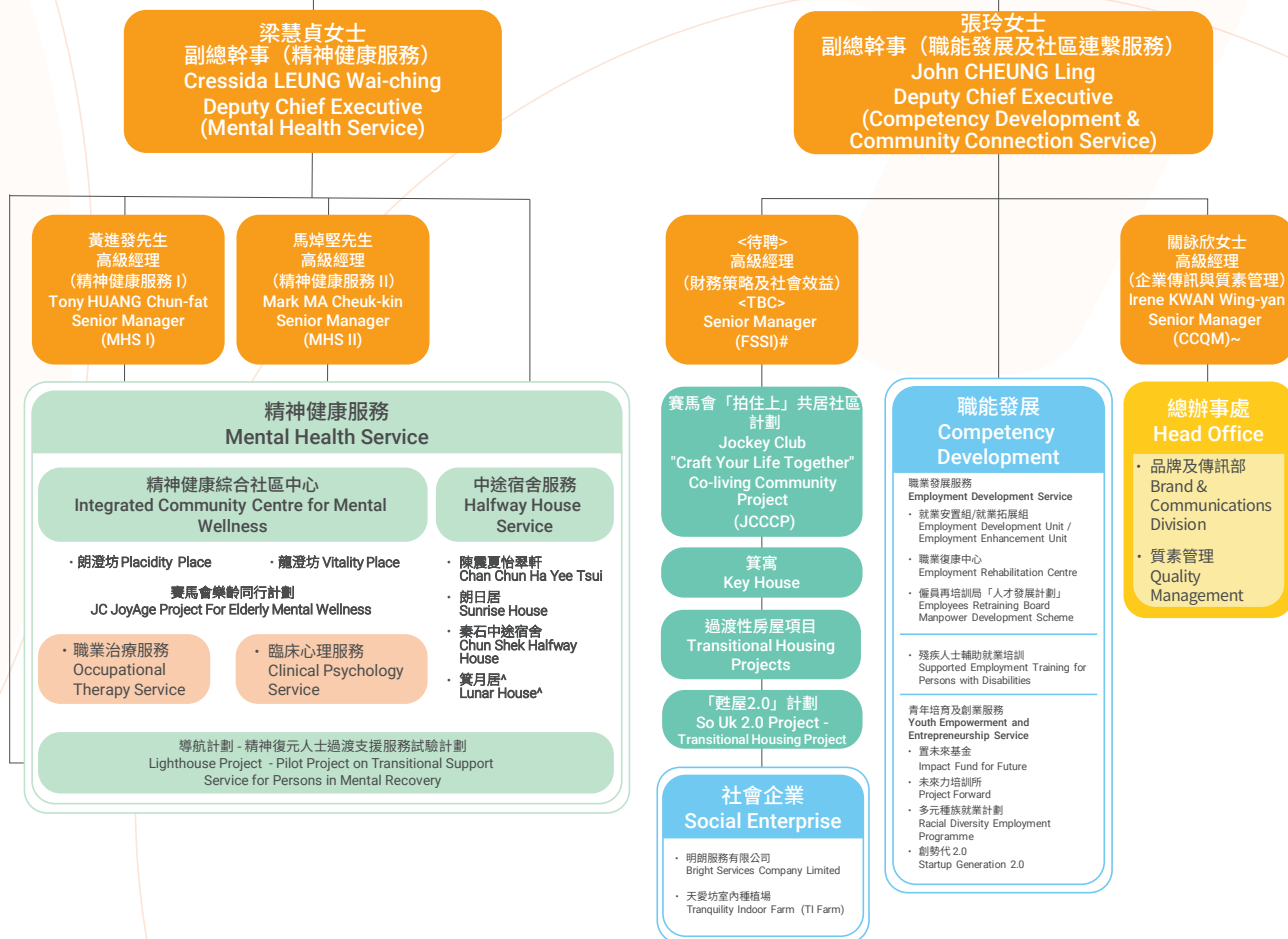 梁慧貞女士
副總幹事（精神健康服務）
Cressida LEUNG Wai-ching
Deputy Chief Executive
(Mental Health Service)
張玲女士
副總幹事（職能發展及社區連繫服務）
John CHEUNG Ling
Deputy Chief Executive
(Competency Development &
Community Connection Service)
黃進發先生
高級經理
（精神健康服務 I）
Tony HUANG Chun-fat
Senior Manager
(MHS I)
馬焯堅先生
高級經理
（精神健康服務 II）
Mark MA Cheuk-kin
Senior Manager
(MHS II)
<待聘>
高級經理
（財務策略及社會效益）
<TBC>
Senior Manager
(FSSI)#
關詠欣女士
高級經理
（企業傳訊與質素管理）
Irene KWAN Wing-yan
Senior Manager
(CCQM)~
精神健康服務
Mental Health Service
精神健康綜合社區中心
Integrated Community Centre for Mental
Wellness
・朗澄坊 Placidity Place
・龍澄坊 Vitality Place
賽馬會樂齡同行計劃
JC JoyAge Project For Elderly Mental Wellness
・職業治療服務
Occupational
Therapy Service
・臨床心理服務
Clinical Psychology
Service
中途宿舍服務
Halfway House
Service
・陳震夏怡翠軒
Chan Chun Ha Yee Tsui
・朗日居
Sunrise House
・秦石中途宿舍
Chun Shek Halfway
House
・箕月居^
Lunar House^
導航計劃 - 精神復元人士過渡支援服務試驗計劃
Lighthouse Project - Pilot Project on Transitional Support
Service for Persons in Mental Recovery
賽馬會「拍住上」共居社區
計劃
Jockey Club
"Craft Your Life Together"
Co-living Community
Project
(JCCCP)
箕寓
Key House
過渡性房屋項目
Transitional Housing
Projects
「甦屋2.0」計劃
So Uk 2.0 Project -
Transitional Housing Project
社會企業
Social Enterprise
・明朗服務有限公司
Bright Services Company Limited
・天愛坊室內種植場
Tranquility Indoor Farm (TI Farm)
職能發展
Competency
Development
職業發展服務
Employment Development Service
・就業安置組/就業拓展組
Employment Development Unit /
Employment Enhancement Unit
・職業復康中心
Employment Rehabilitation Centre
・僱員再培訓局「人才發展計劃」
Employees Retraining Board
Manpower Development Scheme
・殘疾人士輔助就業培訓
Supported Employment Training for
Persons with Disabilities
青年培育及創業服務
Youth Empowerment and
Entrepreneurship Service
・置未來基金
Impact Fund for Future
・未來力培訓所
Project Forward
・多元種族就業計劃
Racial Diversity Employment
Programme
・創勢代 2.0
Startup Generation 2.0
總辦事處
Head Office
・品牌及傳訊部
Brand &
Communications
Division
・質素管理
Quality
Management